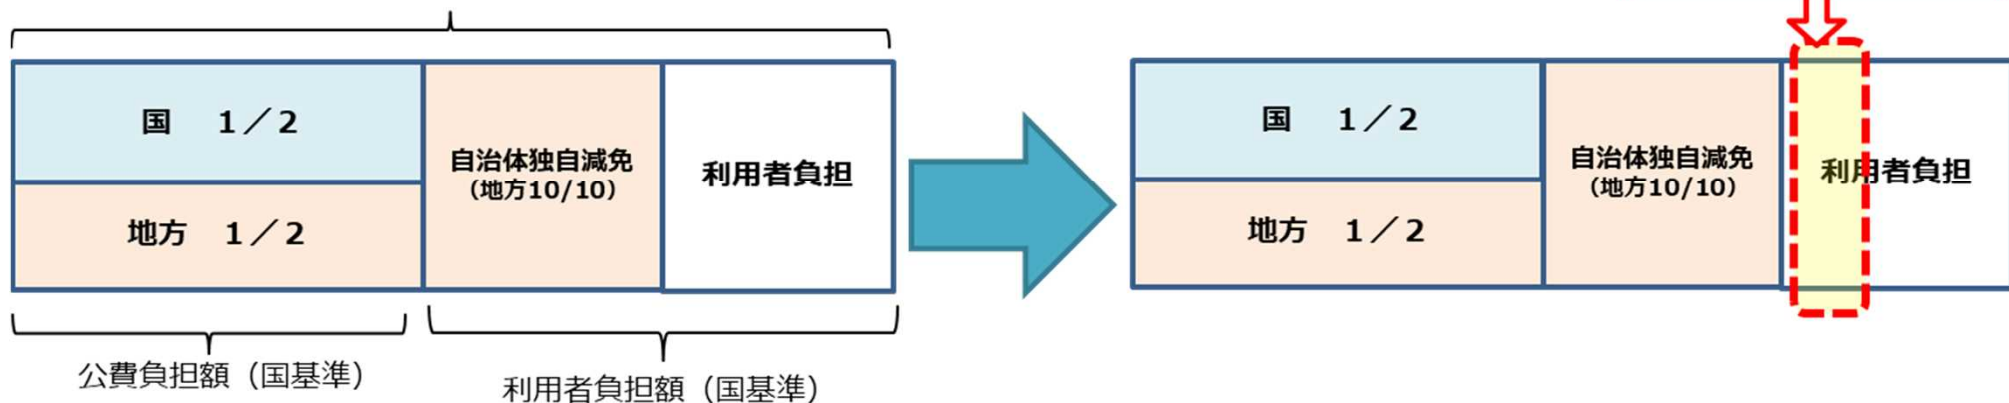 国 1/2
地方 1/2
自治体独自減免
(地方10/10)
利用者負担
公費負担額(国基準)
利用者負担額(国基準)
国 1/2
地方 1/2
自治体独自減免
(地方10/10)
利用者負担